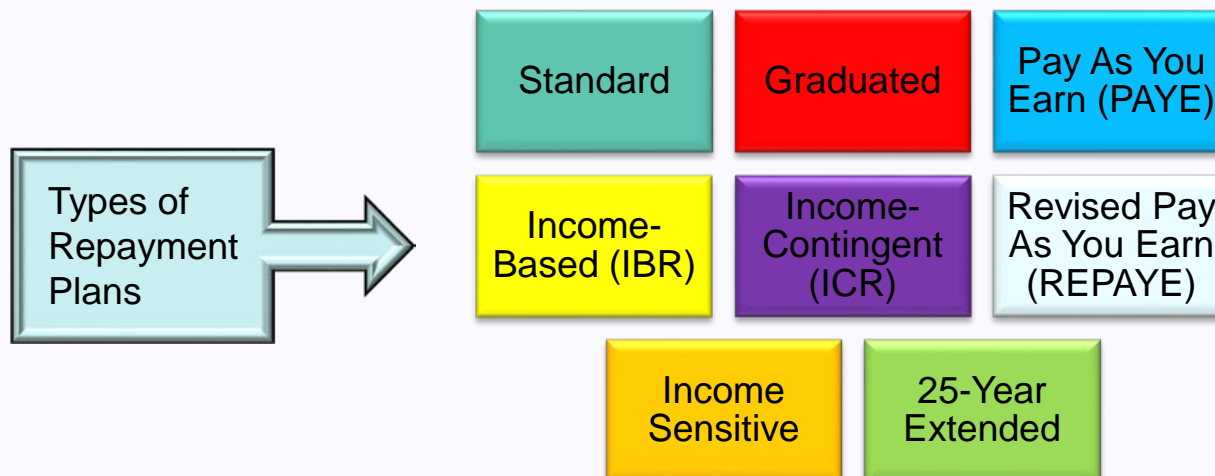 Types of
Repayment
Plans
Standard
Graduated
Pay As You
Earn (PAYE)
Income-
Based (IBR)
Income-
Contingent
(ICR)
Revised Pay
As You Earn
(REPAYE)
Income
Sensitive
25-Year
Extended